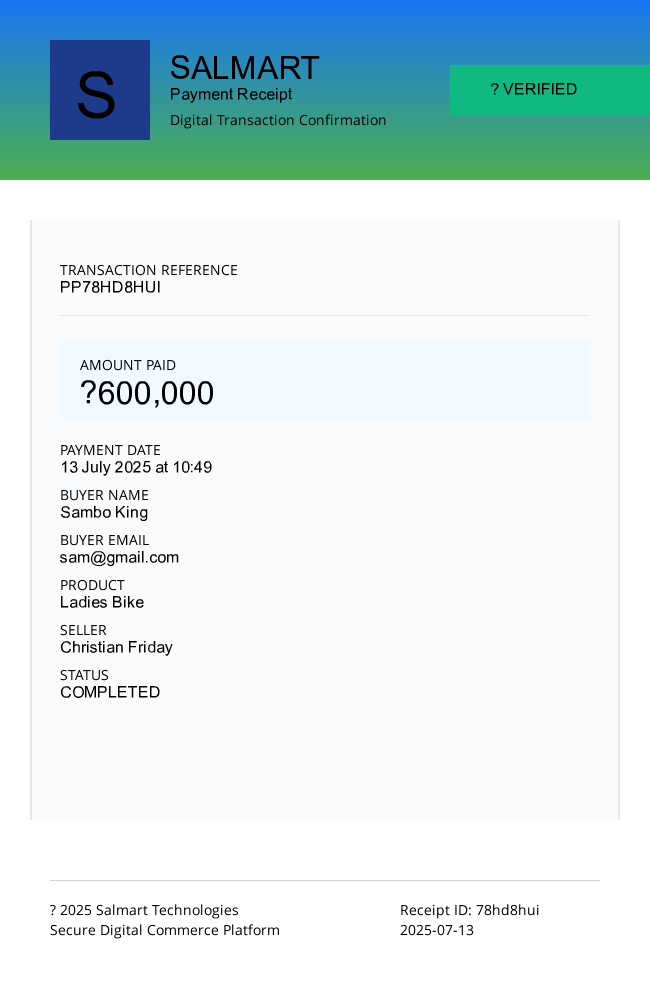 S
SALMART
Payment Receipt
Digital Transaction Confirmation
? VERIFIED
TRANSACTION REFERENCE
PP78HD8HUI
AMOUNT PAID
?600,000
PAYMENT DATE
13 July 2025 at 10:49
BUYER NAME
Sambo King
BUYER EMAIL
sam@gmail.com
PRODUCT
Ladies Bike
SELLER
Christian Friday
STATUS
COMPLETED
? 2025 Salmart Technologies
Secure Digital Commerce Platform
Receipt ID: 78hd8hui
2025-07-13